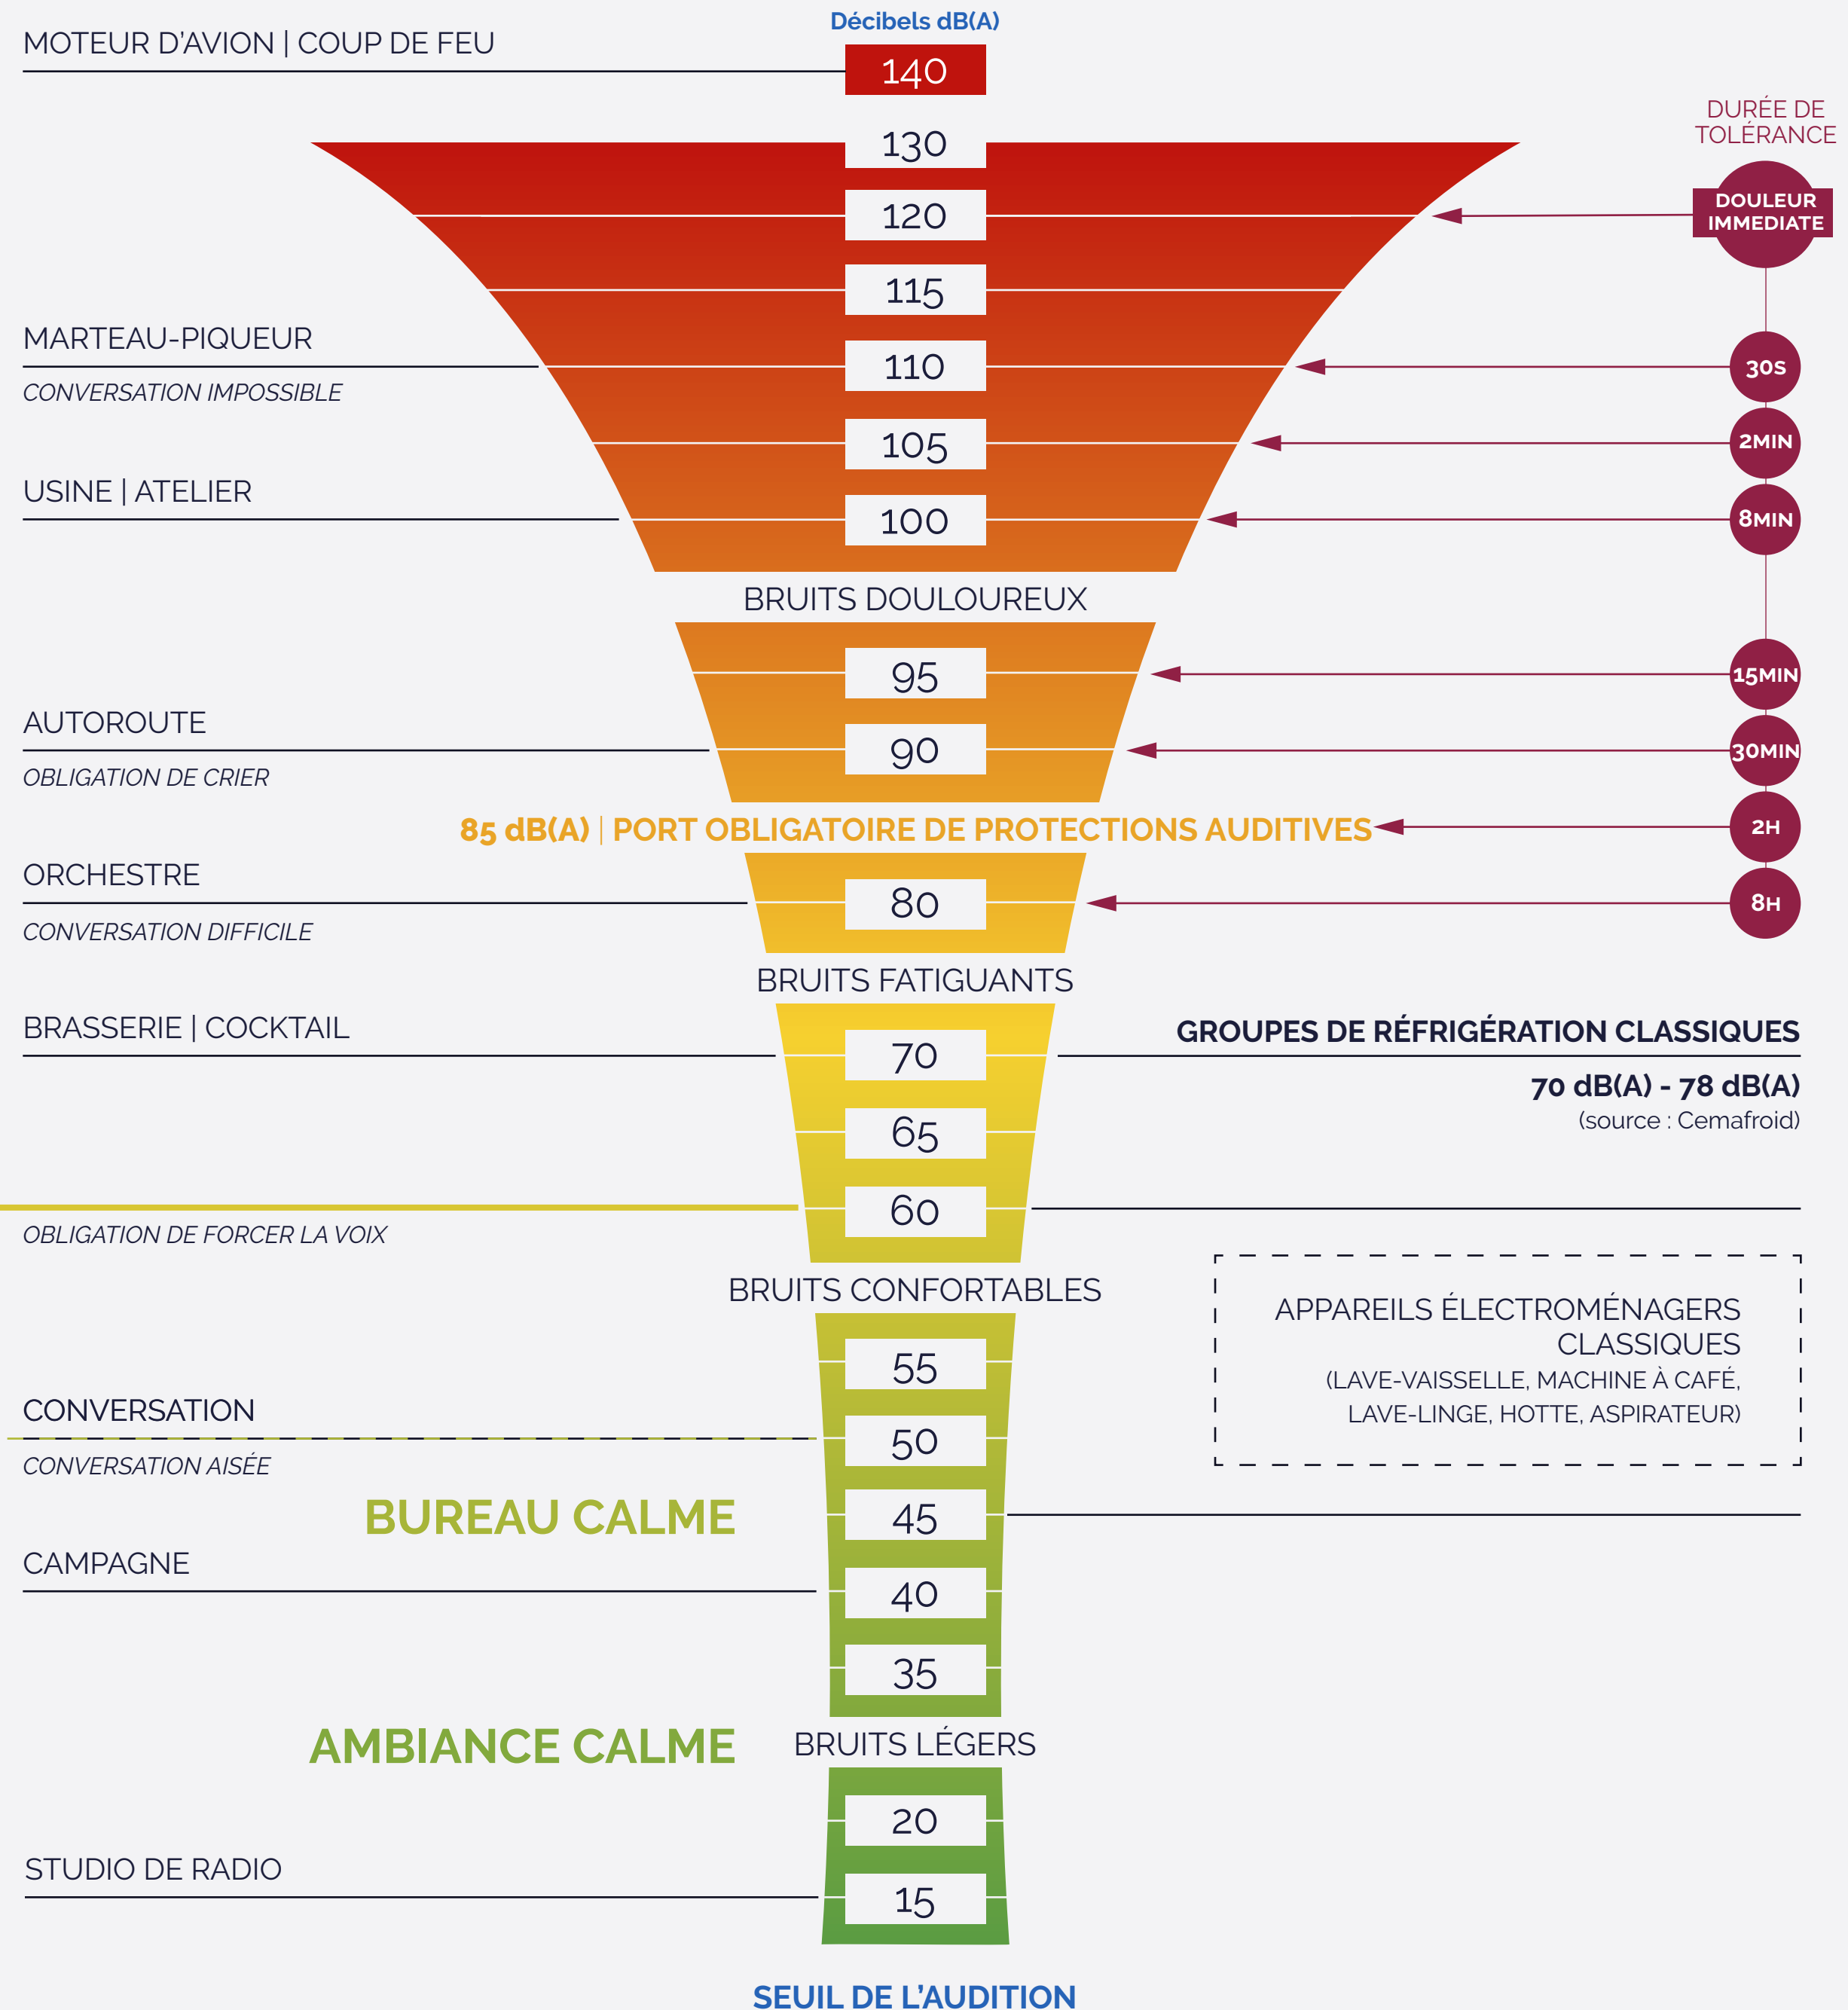 Décibels dB(A)
MOTEUR D'AVION | COUP DE FEU
140
130
DURÉE DE
TOLÉRANCE
120
DOULEUR
IMMEDIATE
115
MARTEAU-PIQUEUR
110
30S
CONVERSATION IMPOSSIBLE
105
2MIN
USINE | ATELIER
100
8MIN
BRUITS DOULOUREUX
95
15MIN
AUTOROUTE
90
30MIN
OBLIGATION DE CRIER
85 dB(A) | PORT OBLIGATOIRE DE PROTECTIONS AUDITIVES
2H
ORCHESTRE
80
8H
CONVERSATION DIFFICILE
BRUITS FATIGUANTS
BRASSERIE | COCKTAIL
70
GROUPES DE RÉFRIGÉRATION CLASSIQUES
70 dB(A) - 78 dB(A)
(source : Cemafroid)
65
60
OBLIGATION DE FORCER LA VOIX
BRUITS CONFORTABLES
APPAREILS ÉLECTROMÉNAGERS
CLASSIQUES
(LAVE-VAISSELLE, MACHINE À CAFÉ,
LAVE-LINGE, HOTTE, ASPIRATEUR)
55
CONVERSATION
50
CONVERSATION AISÉE
BUREAU CALME
45
CAMPAGNE
40
35
AMBIANCE CALME
BRUITS LÉGERS
20
STUDIO DE RADIO
15
SEUIL DE L'AUDITION